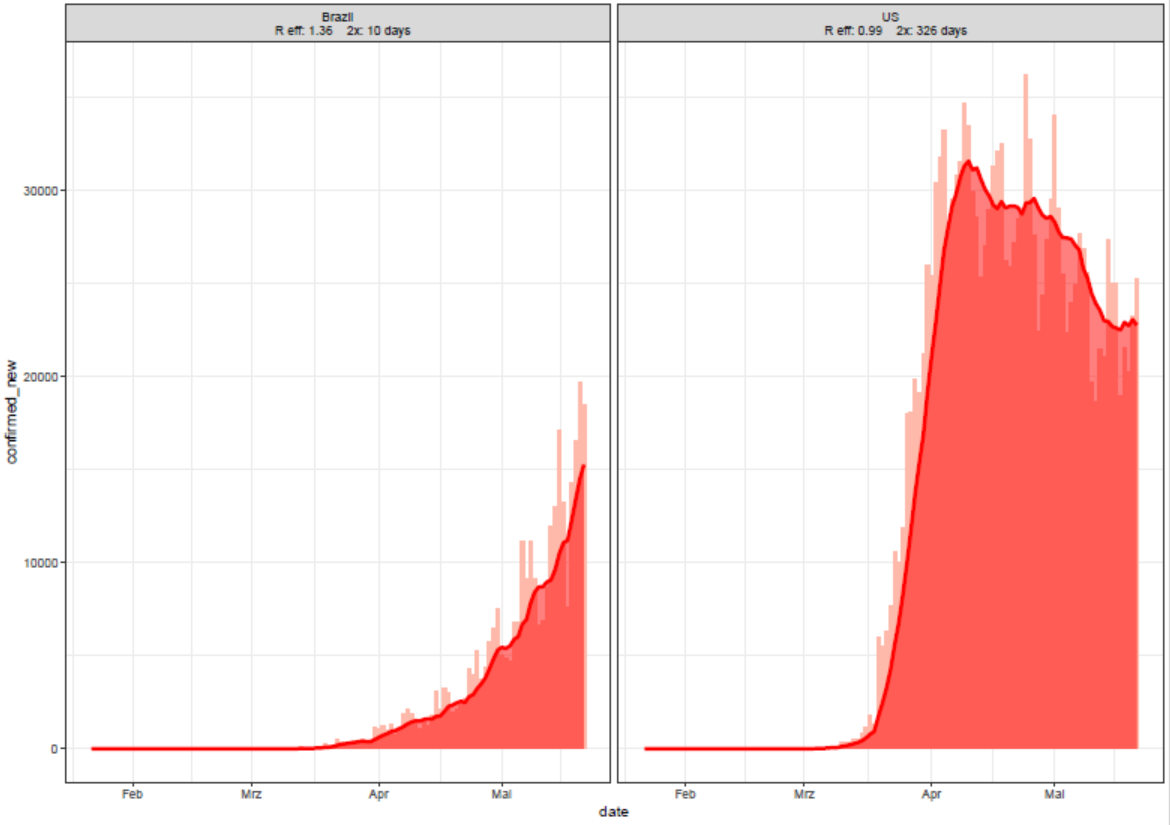 Brazil
R eff: 1.36 2x: 10 days
US
R eff: 0.99 2x: 326 days
confirmed_new
30000
20000
10000
0
Feb Mrz Apr Mai
Feb Mrz Apr Mai
date